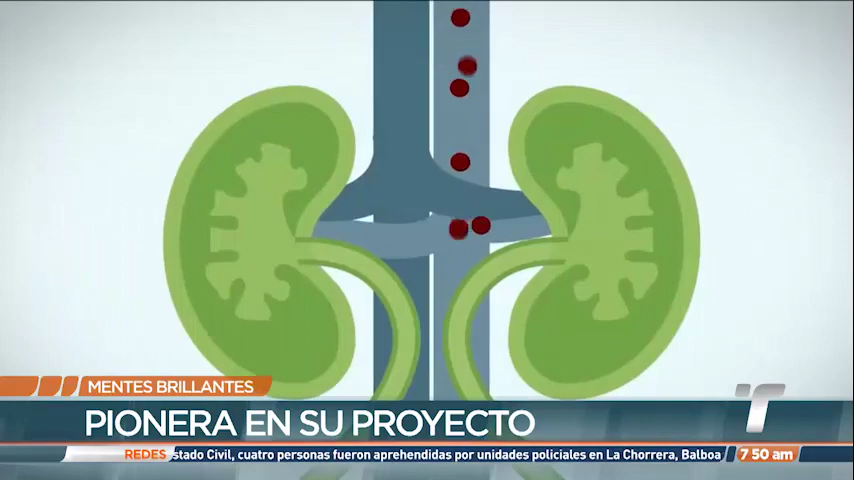 MENTES BRILLANTES
PIONERA EN SU PROYECTO
REDES stado Civil, cuatro personas fueron aprehendidas por unidades policiales en La Chorrera, Balboa 7 50 am